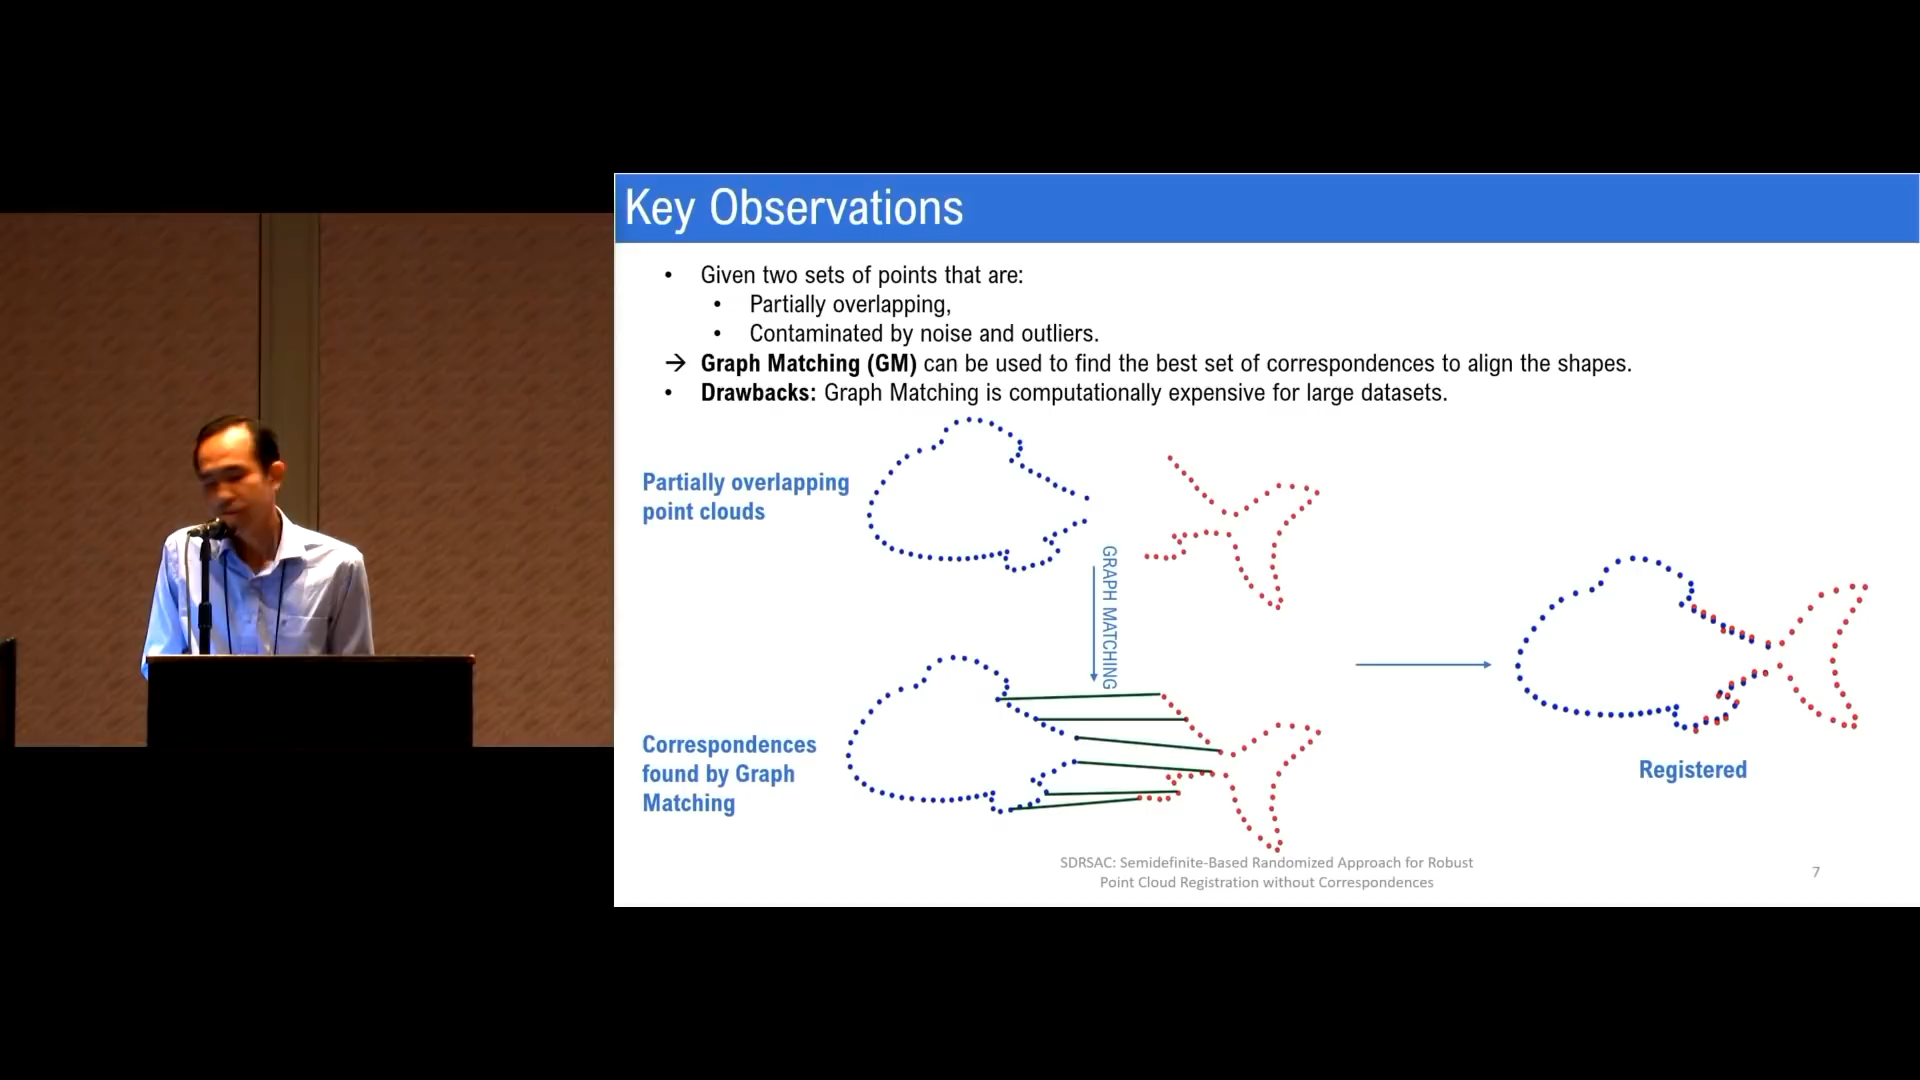 Key Observations
• Given two sets of points that are:
• Partially overlapping,
• Contaminated by noise and outliers.
→ Graph Matching (GM) can be used to find the best set of correspondences to align the shapes.
• Drawbacks: Graph Matching is computationally expensive for large datasets.
Partially overlapping
point clouds
GRAPH MATCHING
Correspondences
found by Graph
Matching
Registered
SDRSAC: Semidefinite-Based Randomized Approach for Robust
Point Cloud Registration without Correspondences
7